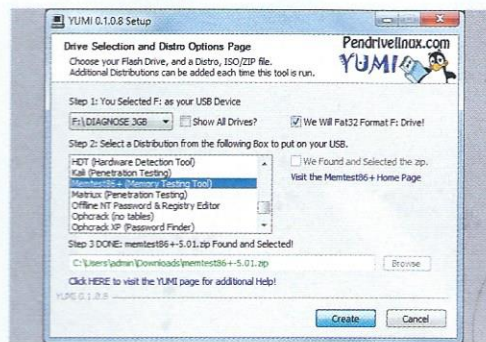 YUMI 0.1.0.8 Setup
Drive Selection and Distro Options Page
Choose your Flash Drive, and a Distro, ISO/ZIP file.
Additional Distributions can be added each time this tool is run.
Pendrivelinux.com
YUMI
Step 1: You Selected F: as your USB Device
F:\DIAGNOSE 3GB
Show All Drives?
We Will Fat32 Format F: Drive!
Step 2: Select a Distribution from the following Box to put on your USB.
HDT (Hardware Detection Tool)
Kali (Penetration Testing)
Memtest86+ (Memory Testing Tool)
Matriux (Penetration Testing)
Offline NT Password & Registry Editor
Ophcrack (no tables)
Ophcrack XP (Password Finder)
We Found and Selected the zip.
Visit the Memtest86+ Home Page
Step 3 DONE: memtest86+-5.01.zip Found and Selected!
C:\Users\admin\Downloads\memtest86+-5.01.zip
Browse
Click HERE to visit the YUMI page for additional Help!
YUMI 0.1.0.8
Create
Cancel